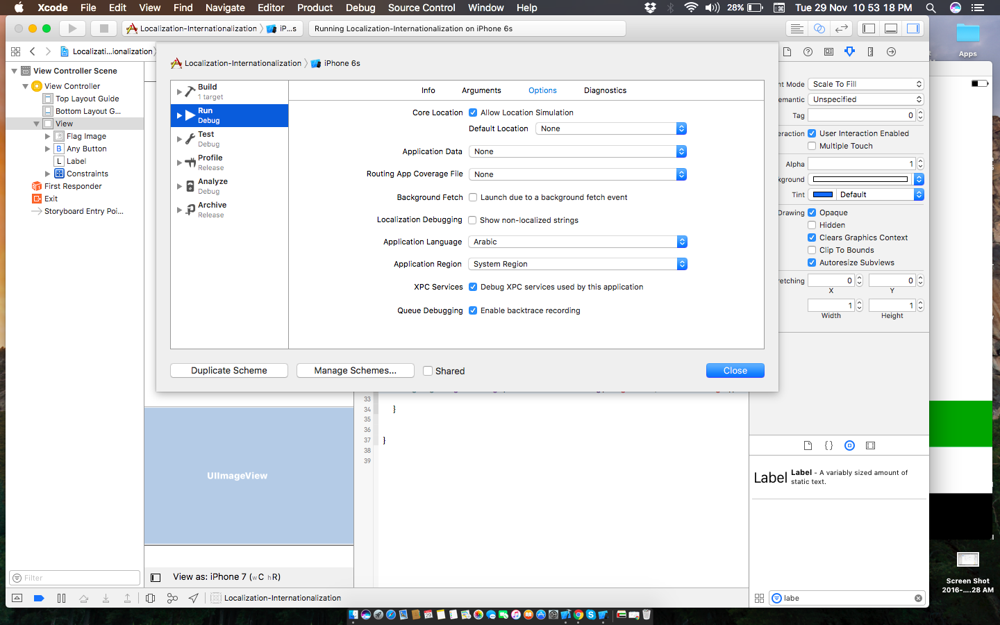 Xcode File Edit View Find Navigate Editor Product Debug Source Control Window Help 28% Tue 29 Nov 10 53 18 PM
Localization-Internationalization iP...s Running Localization-Internationalization on iPhone 6s
Localizati...ionalization
View Controller Scene
View Controller
Top Layout Guide
Bottom Layout G...
View
Flag Image
B Any Button
L Label
Constraints
First Responder
Exit
Storyboard Entry Poi...
Filter
Localization-Internationalization iPhone 6s
Build
1 target
Run
Debug
Test
Debug
Profile
Release
Analyze
Debug
Archive
Release
Info Arguments Options Diagnostics
Core Location Allow Location Simulation
Default Location None
Application Data None
Routing App Coverage File None
Background Fetch Launch due to a background fetch event
Localization Debugging Show non-localized strings
Application Language Arabic
Application Region System Region
XPC Services Debug XPC services used by this application
Queue Debugging Enable backtrace recording
Duplicate Scheme Manage Schemes... Shared Close
33
34 }
35
36
37 }
38
39
UIImageView
View as: iPhone 7 (wC hR)
Localization-Internationalization
nt Mode Scale To Fill
emantic Unspecified
Tag 0
eraction User Interaction Enabled
Multiple Touch
Alpha 1
kground
Tint Default
Drawing Opaque
Hidden
Clears Graphics Context
Clip To Bounds
Autoresize Subviews
retching 0 0
X Y
1 1
Width Height
Label Label - A variably sized amount of
static text.
labe
Apps
Screen Shot
2016-....28 AM